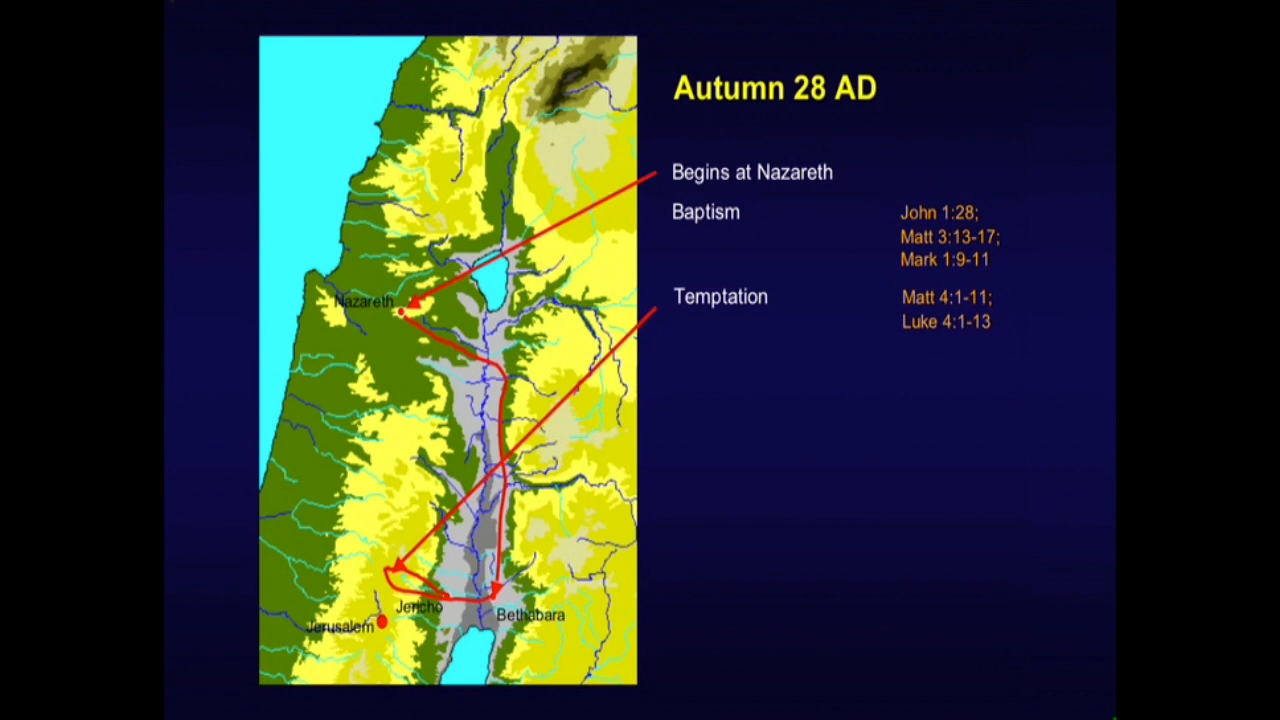 Autumn 28 AD
Begins at Nazareth
Baptism
John 1:28;
Matt 3:13-17;
Mark 1:9-11
Temptation
Matt 4:1-11;
Luke 4:1-13
Nazareth
Jericho
Bethabara
Jerusalem